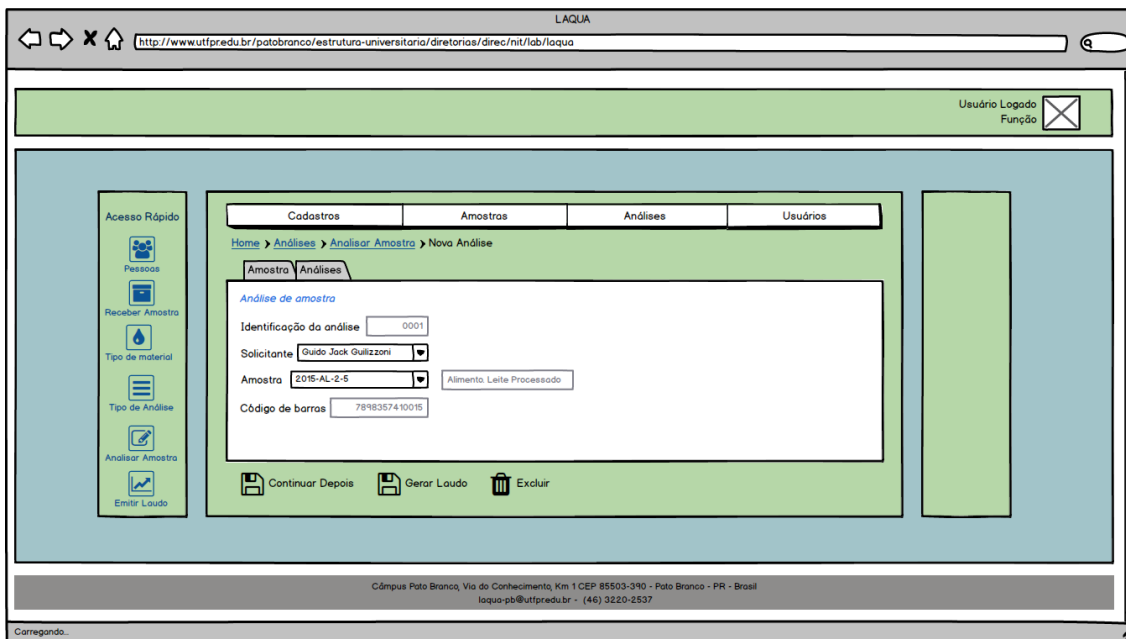 LAQUA
http://www.utfpr.edu.br/patobranco/estrutura-universitaria/diretorias/direc/nit/lab/laqua
Usuário Logado
Função
Acesso Rápido
Pessoas
Receber Amostra
Tipo de material
Tipo de Análise
Analisar Amostra
Emitir Laudo
Cadastros Amostras Análises Usuários
Home Análises Analisar Amostra Nova Análise
Amostra Análises
Análise de amostra
Identificação da análise 0001
Solicitante Guido Jack Guilizzoni
Amostra 2015-AL-2-5 Alimento. Leite Processado
Código de barras 7898357410015
Continuar Depois Gerar Laudo Excluir
Câmpus Pato Branco, Via do Conhecimento, Km 1 CEP 85503-390 - Pato Branco - PR - Brasil
laqua-pb@utfpr.edu.br - (46) 3220-2537
Carregando...